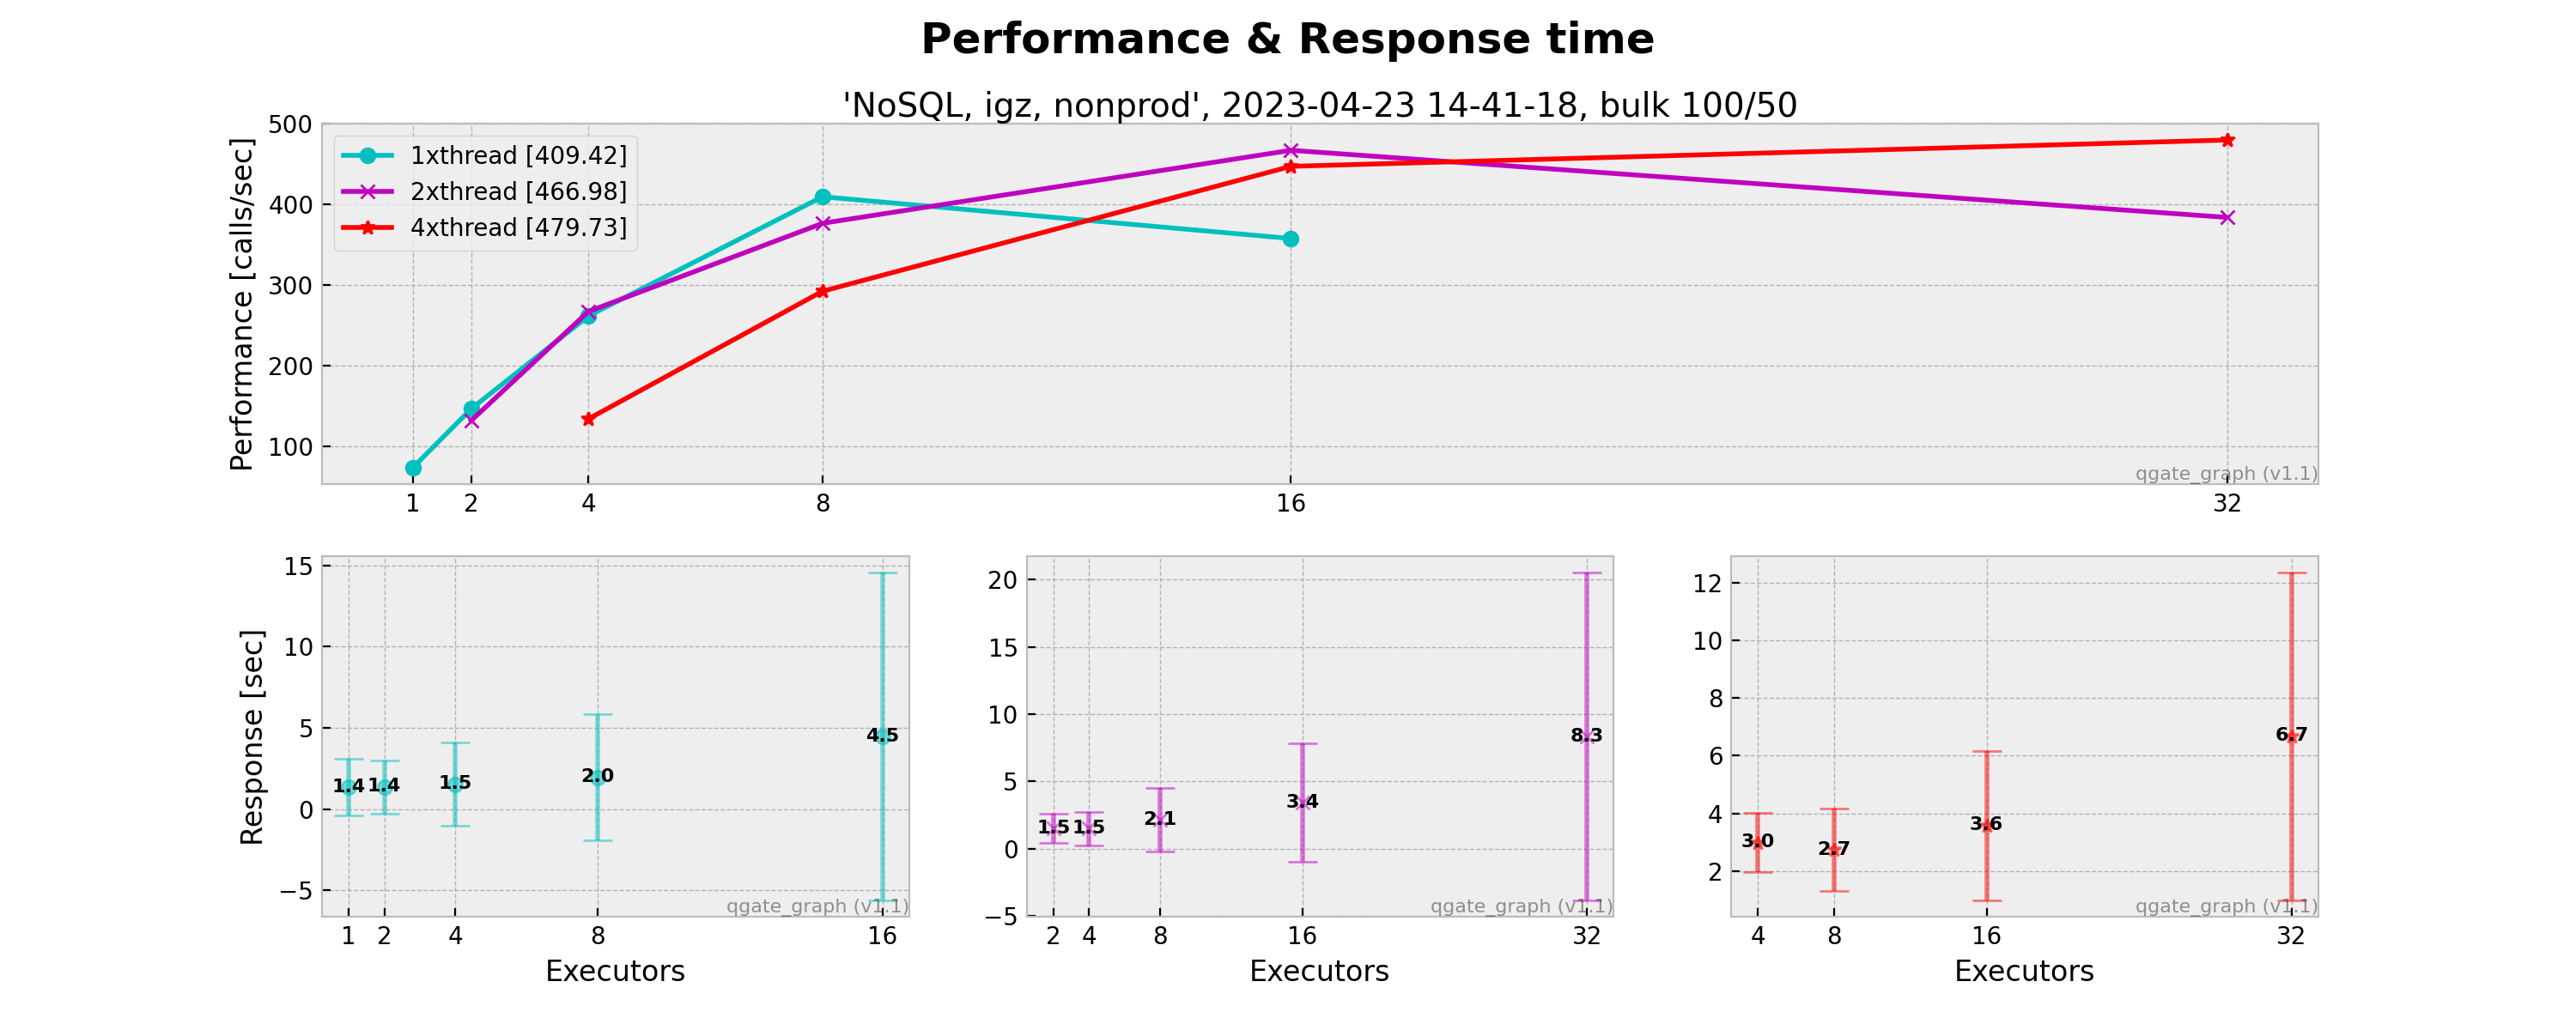 Performance & Response time
'NoSQL, igz, nonprod', 2023-04-23 14-41-18, bulk 100/50
Performance [calls/sec]
500
400
300
200
100
1xthread [409.42]
2xthread [466.98]
4xthread [479.73]
qgate_graph (v1.1)
1 2 4 8 16 32
Response [sec]
15
10
5
0
−5
1.4 1.4 1.5 2.0 4.5
qgate_graph (v1.1)
1 2 4 8 16
Executors
20
15
10
5
0
−5
1.5 1.5 2.1 3.4 8.3
qgate_graph (v1.1)
2 4 8 16 32
Executors
12
10
8
6
4
2
3.0 2.7 3.6 6.7
qgate_graph (v1.1)
4 8 16 32
Executors